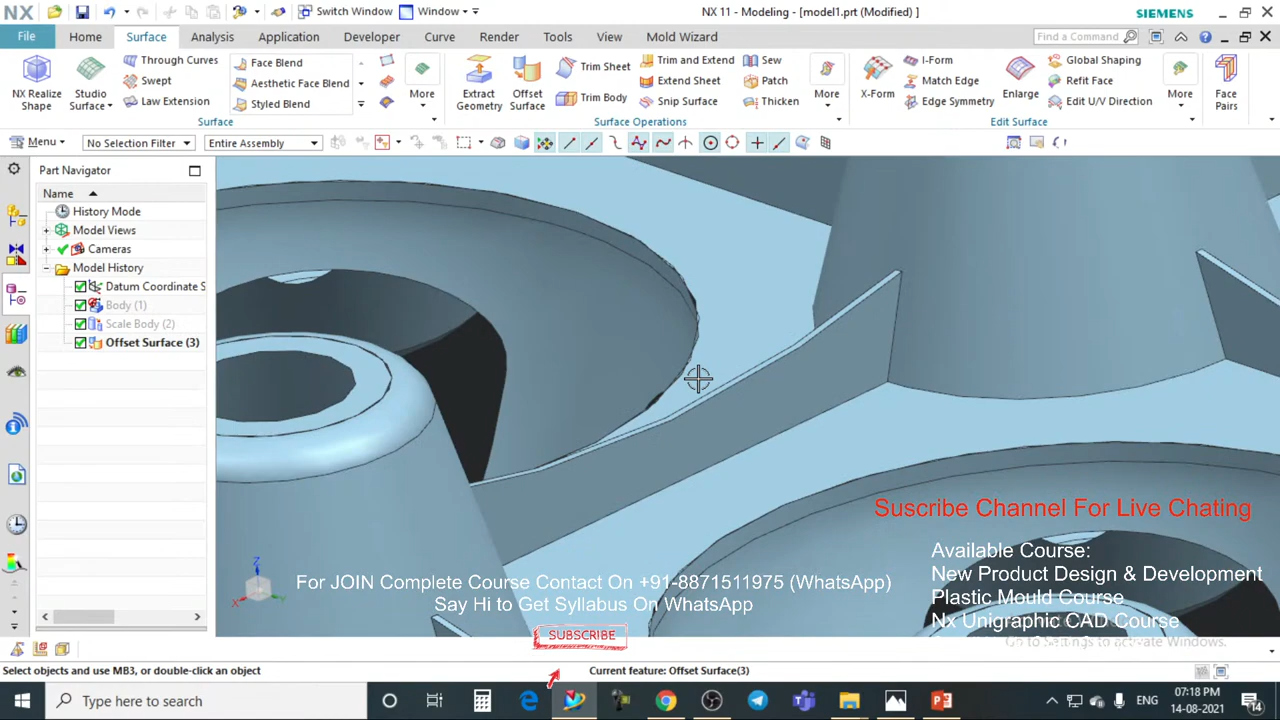 NX
Switch Window
Window
NX 11 - Modeling - [model1.prt (Modified) ]
SIEMENS
File
Home
Surface
Analysis
Application
Developer
Curve
Render
Tools
View
Mold Wizard
Find a Command
NX Realize Shape
Studio Surface
Through Curves
Swept
Law Extension
Face Blend
Aesthetic Face Blend
Styled Blend
More
Surface
Extract Geometry
Offset Surface
Trim Sheet
Trim Body
Trim and Extend
Extend Sheet
Snip Surface
Sew
Patch
Thicken
More
Surface Operations
X-Form
I-Form
Match Edge
Edge Symmetry
Enlarge
Global Shaping
Refit Face
Edit U/V Direction
More
Edit Surface
Face Pairs
Menu
No Selection Filter
Entire Assembly
Part Navigator
Name
History Mode
Model Views
Cameras
Model History
Datum Coordinate S
Body (1)
Scale Body (2)
Offset Surface (3)
Z
X
Y
Suscribe Channel For Live Chating
Available Course:
New Product Design & Development
Plastic Mould Course
Nx Unigraphic CAD Course
Go to Settings to activate Windows.
For JOIN Complete Course Contact On +91-8871511975 (WhatsApp)
Say Hi to Get Syllabus On WhatsApp
SUBSCRIBE
Select objects and use MB3, or double-click an object
Current feature: Offset Surface(3)
Type here to search
ENG
07:18 PM
14-08-2021
14